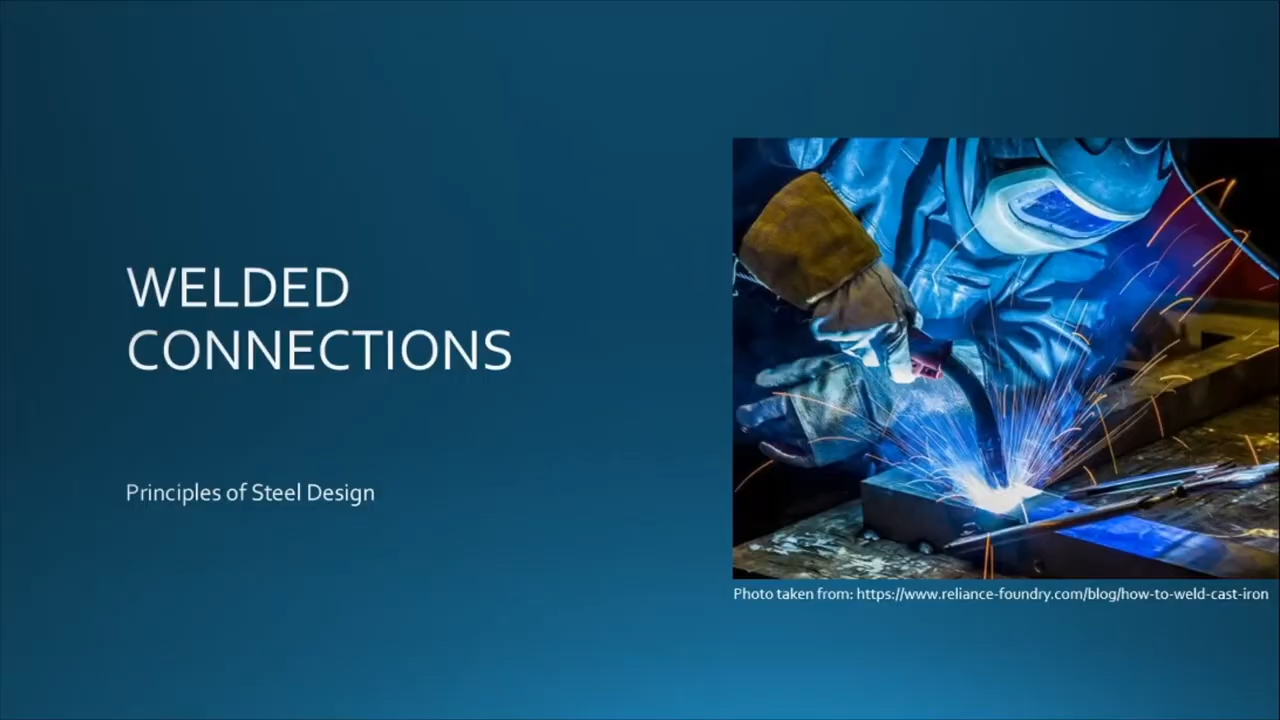 WELDED
CONNECTIONS
Principles of Steel Design
Photo taken from: https://www.reliance-foundry.com/blog/how-to-weld-cast-iron